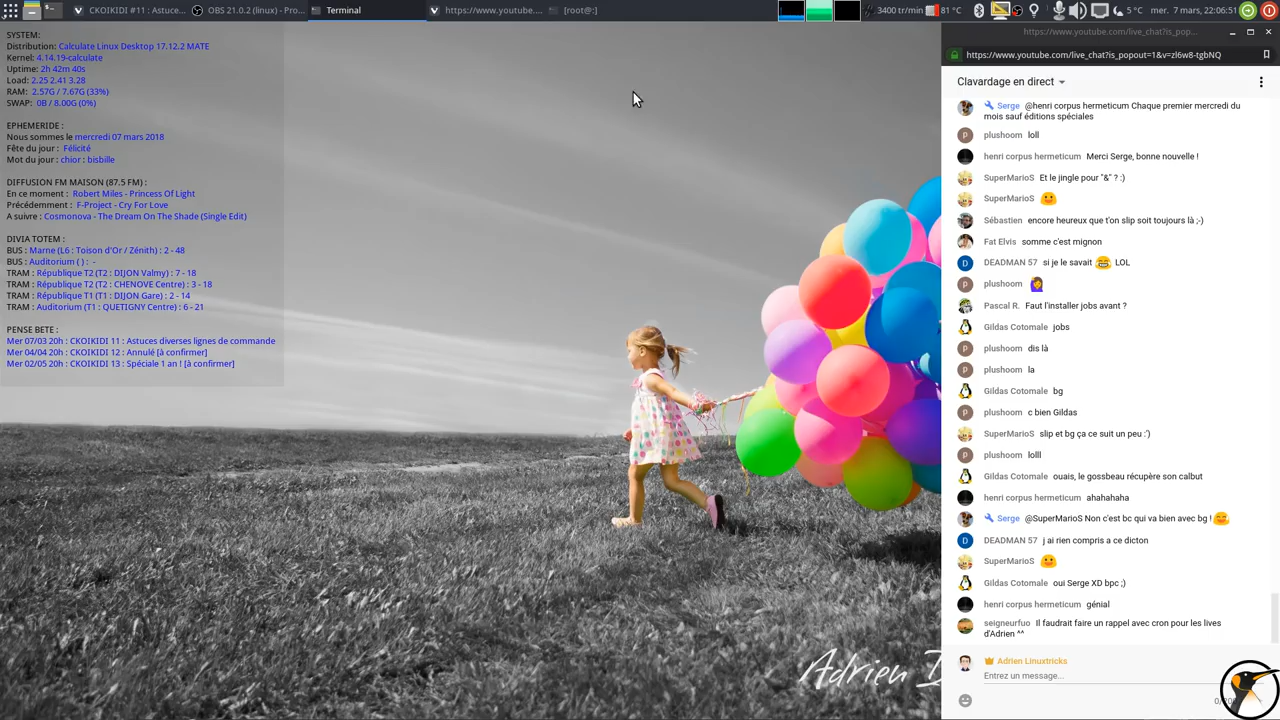 CKOIKIDI #11 : Astuce...
OBS 21.0.2 (linux) - Pro...
Terminal
https://www.youtube....
[root@:]
3400 tr/min
81 °C
5 °C
mer. 7 mars, 22:06:51
SYSTEM:
Distribution: Calculate Linux Desktop 17.12.2 MATE
Kernel: 4.14.19-calculate
Uptime: 2h 42m 40s
Load: 2.25 2.41 3.28
RAM: 2.57G / 7.67G (33%)
SWAP: 0B / 8.00G (0%)
EPHEMERIDE :
Nous sommes le mercredi 07 mars 2018
Fête du jour : Félicité
Mot du jour : chior : bisbille
DIFFUSION FM MAISON (87.5 FM) :
En ce moment : Robert Miles - Princess Of Light
Précédemment : F-Project - Cry For Love
A suivre : Cosmonova - The Dream On The Shade (Single Edit)
DIVIA TOTEM :
BUS : Marne (L6 : Toison d'Or / Zénith) : 2 - 48
BUS : Auditorium ( ) : -
TRAM : République T2 (T2 : DIJON Valmy) : 7 - 18
TRAM : République T2 (T2 : CHENOVE Centre) : 3 - 18
TRAM : République T1 (T1 : DIJON Gare) : 2 - 14
TRAM : Auditorium (T1 : QUETIGNY Centre) : 6 - 21
PENSE BETE :
Mer 07/03 20h : CKOIKIDI 11 : Astuces diverses lignes de commande
Mer 04/04 20h : CKOIKIDI 12 : Annulé [à confirmer]
Mer 02/05 20h : CKOIKIDI 13 : Spéciale 1 an ! [à confirmer]
Adrien
https://www.youtube.com/live_chat?is_pop...
https://www.youtube.com/live_chat?is_popout=1&v=zl6w8-tgbNQ
Clavardage en direct
Serge @henri corpus hermeticum Chaque premier mercredi du
mois sauf éditions spéciales
P plushoom loll
henri corpus hermeticum Merci Serge, bonne nouvelle !
SuperMarioS Et le jingle pour "&" ? :)
SuperMarioS
Sébastien encore heureux que t'on slip soit toujours là ;-)
Fat Elvis somme c'est mignon
D DEADMAN 57 si je le savait 😂 LOL
P plushoom
Pascal R. Faut l'installer jobs avant ?
Gildas Cotomale jobs
P plushoom dis là
P plushoom la
Gildas Cotomale bg
P plushoom c bien Gildas
SuperMarioS slip et bg ça ce suit un peu :')
P plushoom lolll
Gildas Cotomale ouais, le gossbeau récupère son calbut
henri corpus hermeticum ahahahaha
Serge @SuperMarioS Non c'est bc qui va bien avec bg !
D DEADMAN 57 j ai rien compris a ce dicton
SuperMarioS
Gildas Cotomale oui Serge XD bpc ;)
henri corpus hermeticum génial
seigneurfuo Il faudrait faire un rappel avec cron pour les lives
d'Adrien ^^
Adrien Linuxtricks
Entrez un message...